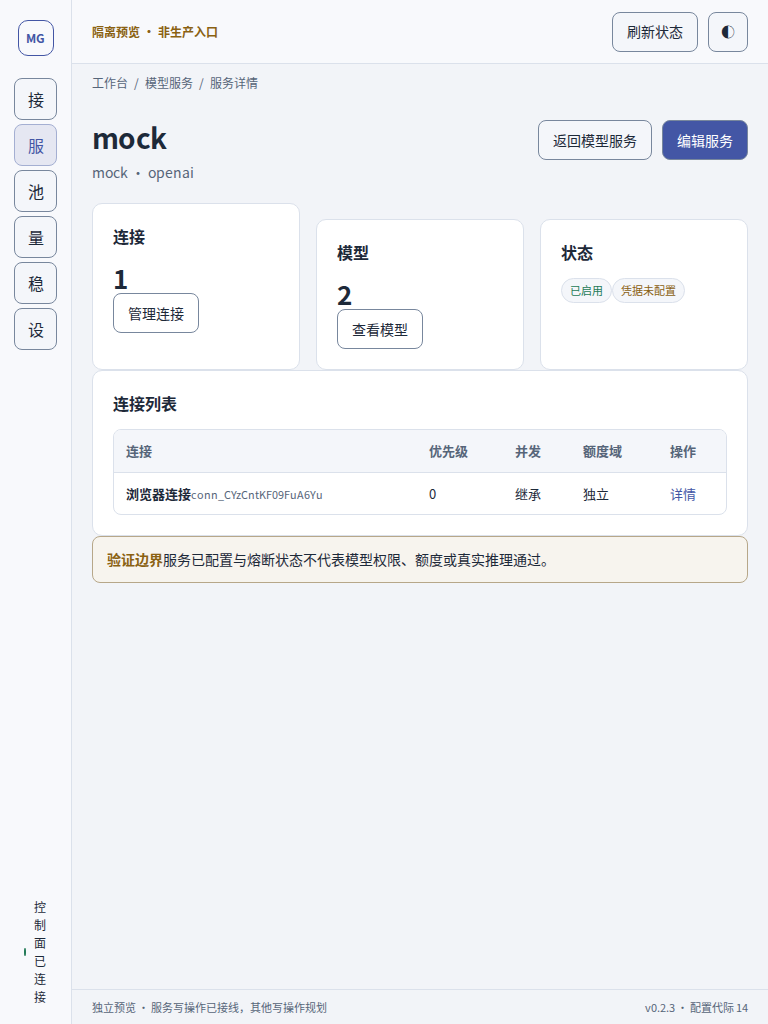 MG
接
服
池
量
稳
设
控
制
面
已
连
接
隔离预览 · 非生产入口
刷新状态
工作台 / 模型服务 / 服务详情
mock
mock · openai
返回模型服务
编辑服务
连接
1
管理连接
模型
2
查看模型
状态
已启用 凭据未配置
连接列表
连接 优先级 并发 额度域 操作
浏览器连接conn_CYzCntKF09FuA6Yu 0 继承 独立 详情
验证边界服务已配置与熔断状态不代表模型权限、额度或真实推理通过。
独立预览 · 服务写操作已接线，其他写操作规划
v0.2.3 · 配置代际 14